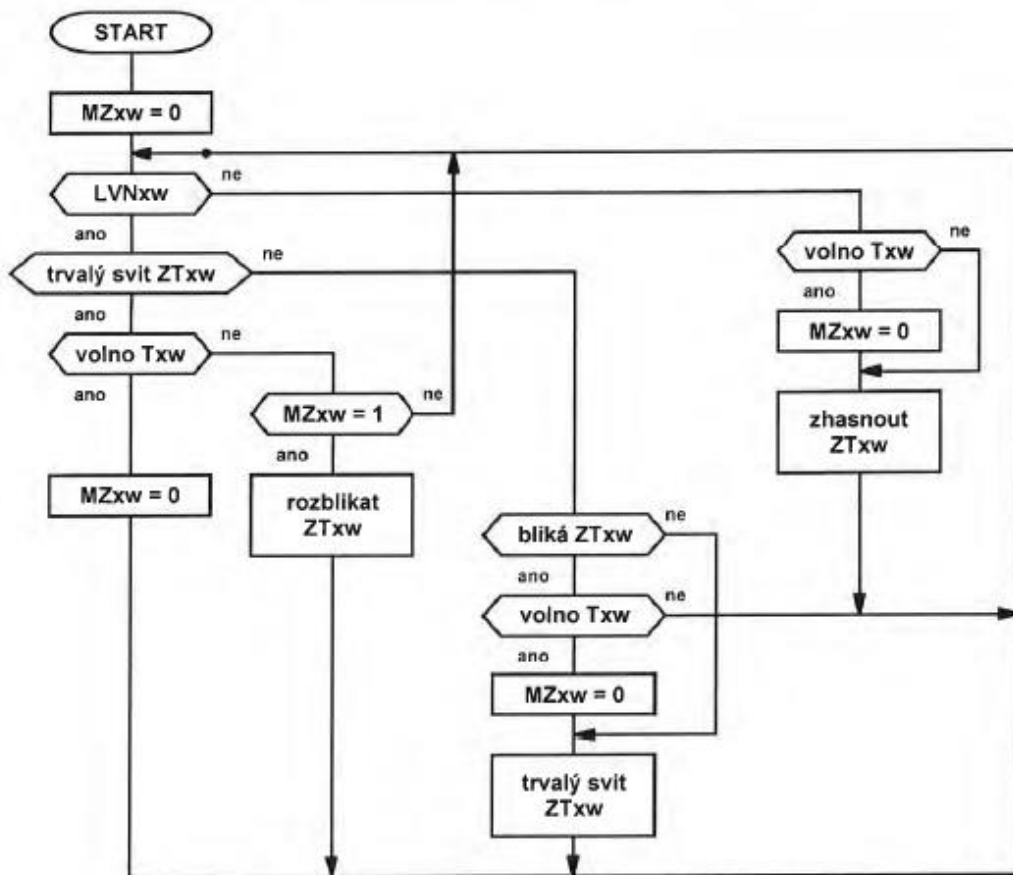 START
MZxw = 0
LVNxw
ne
ano
trvalý svit ZTxw
ne
ano
volno Txw
ne
ano
MZxw = 0
MZxw = 1
ne
ano
rozblikat
ZTxw
bliká ZTxw
ne
ano
volno Txw
ne
ano
MZxw = 0
trvalý svit
ZTxw
volno Txw
ne
ano
MZxw = 0
zhasnout
ZTxw